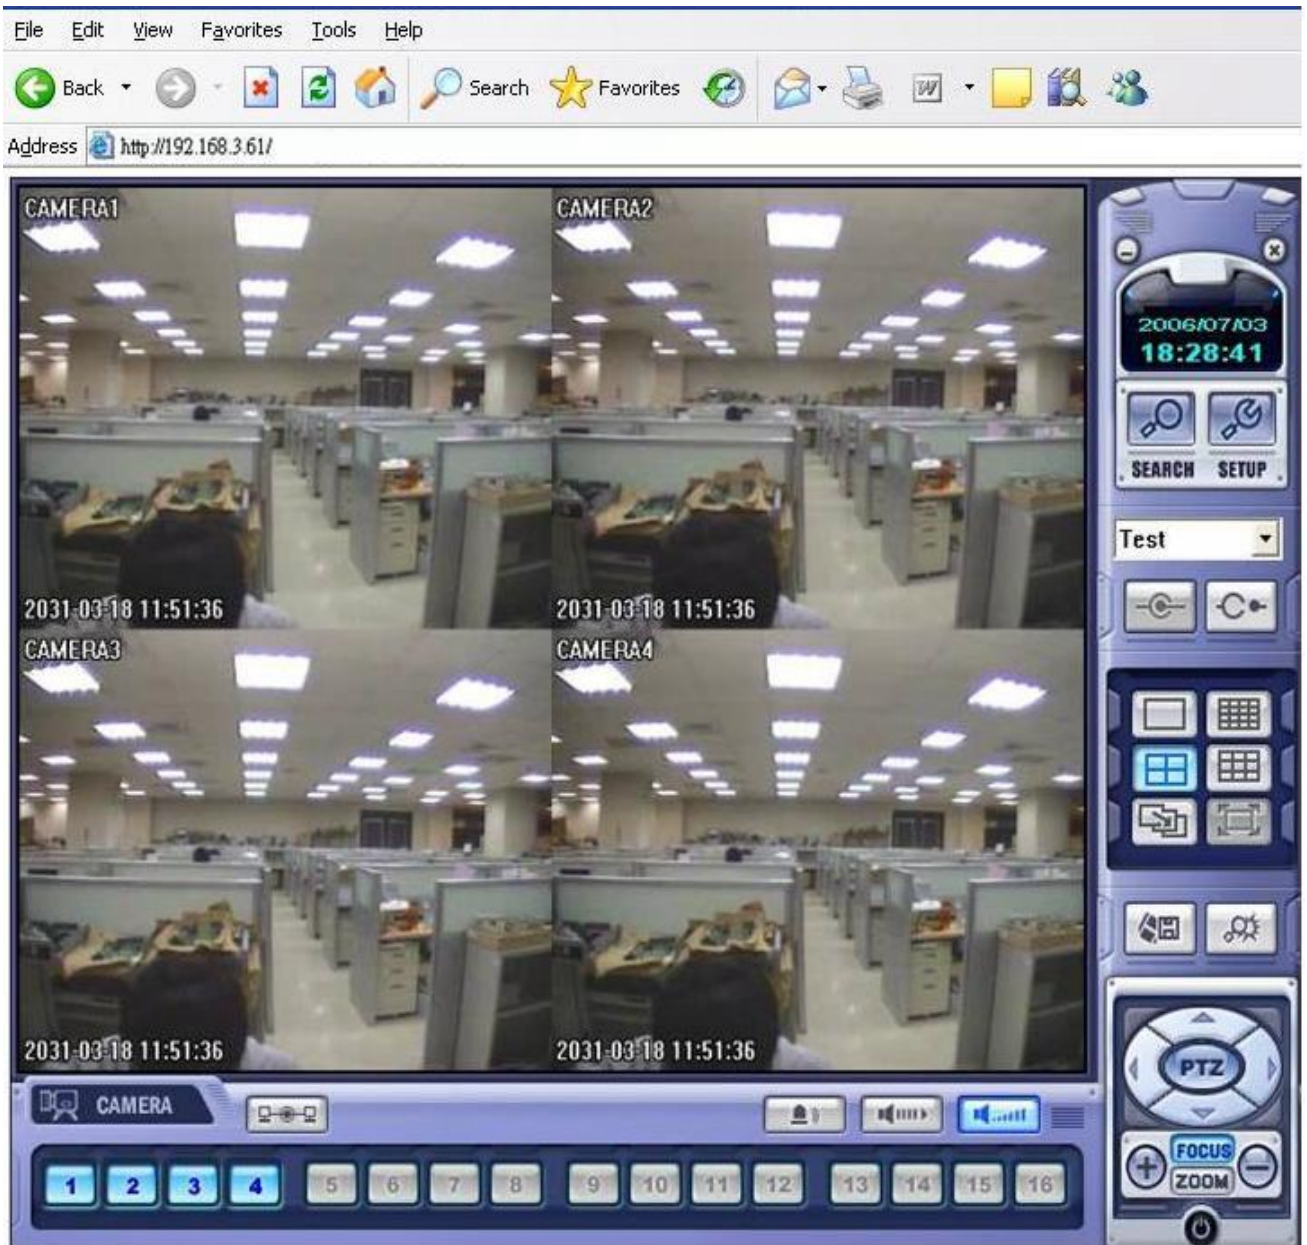 File Edit View Favorites Tools Help
Back Search Favorites
Address http://192.168.3.61/
CAMERA1 CAMERA2
2006/07/03
18:28:41
SEARCH SETUP
Test
2031-03-18 11:51:36 2031-03-18 11:51:36
CAMERA3 CAMERA4
2031-03-18 11:51:36 2031-03-18 11:51:36
PTZ
CAMERA
FOCUS
ZOOM
1 2 3 4 5 6 7 8 9 10 11 12 13 14 15 16